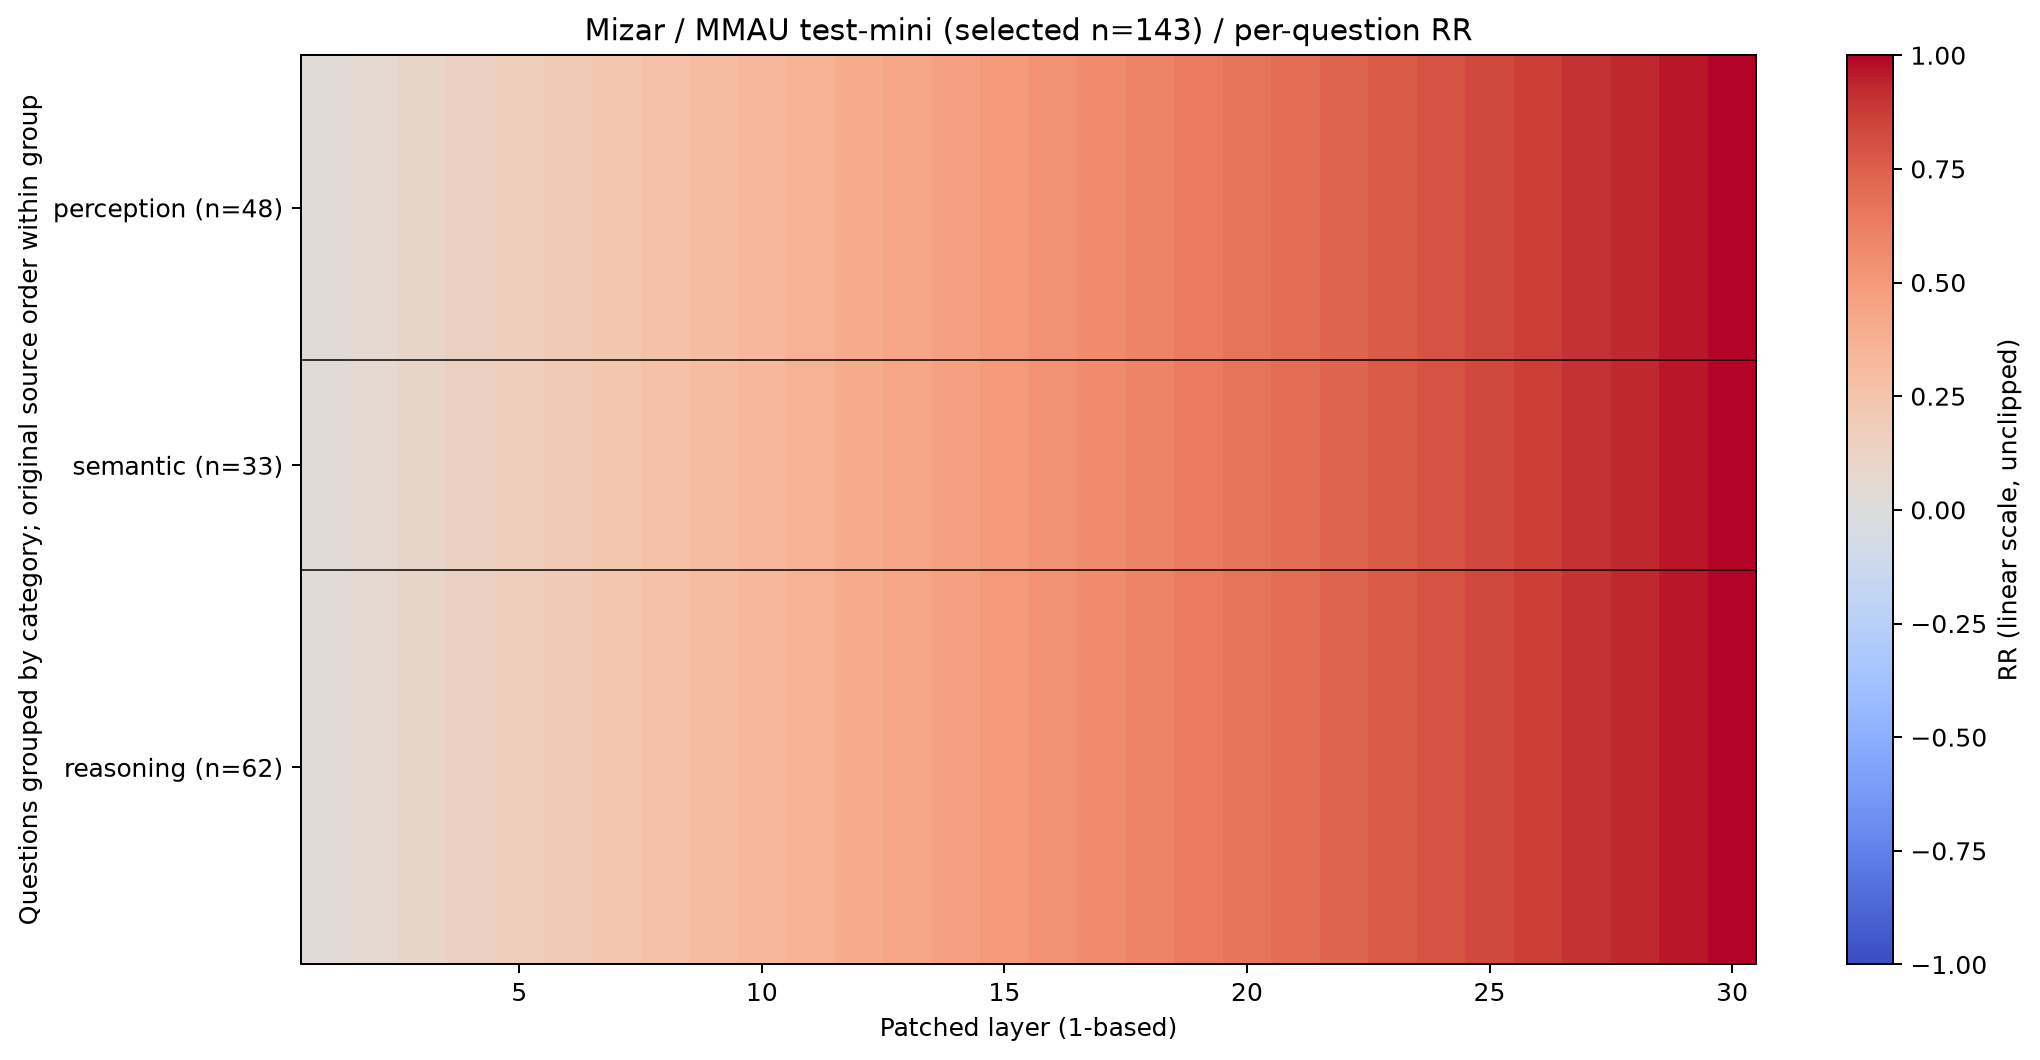 Mizar / MMAU test-mini (selected n=143) / per-question RR
Questions grouped by category; original source order within group
perception (n=48)
semantic (n=33)
reasoning (n=62)
5
10
15
20
25
30
Patched layer (1-based)
1.00
0.75
0.50
0.25
0.00
−0.25
−0.50
−0.75
−1.00
RR (linear scale, unclipped)